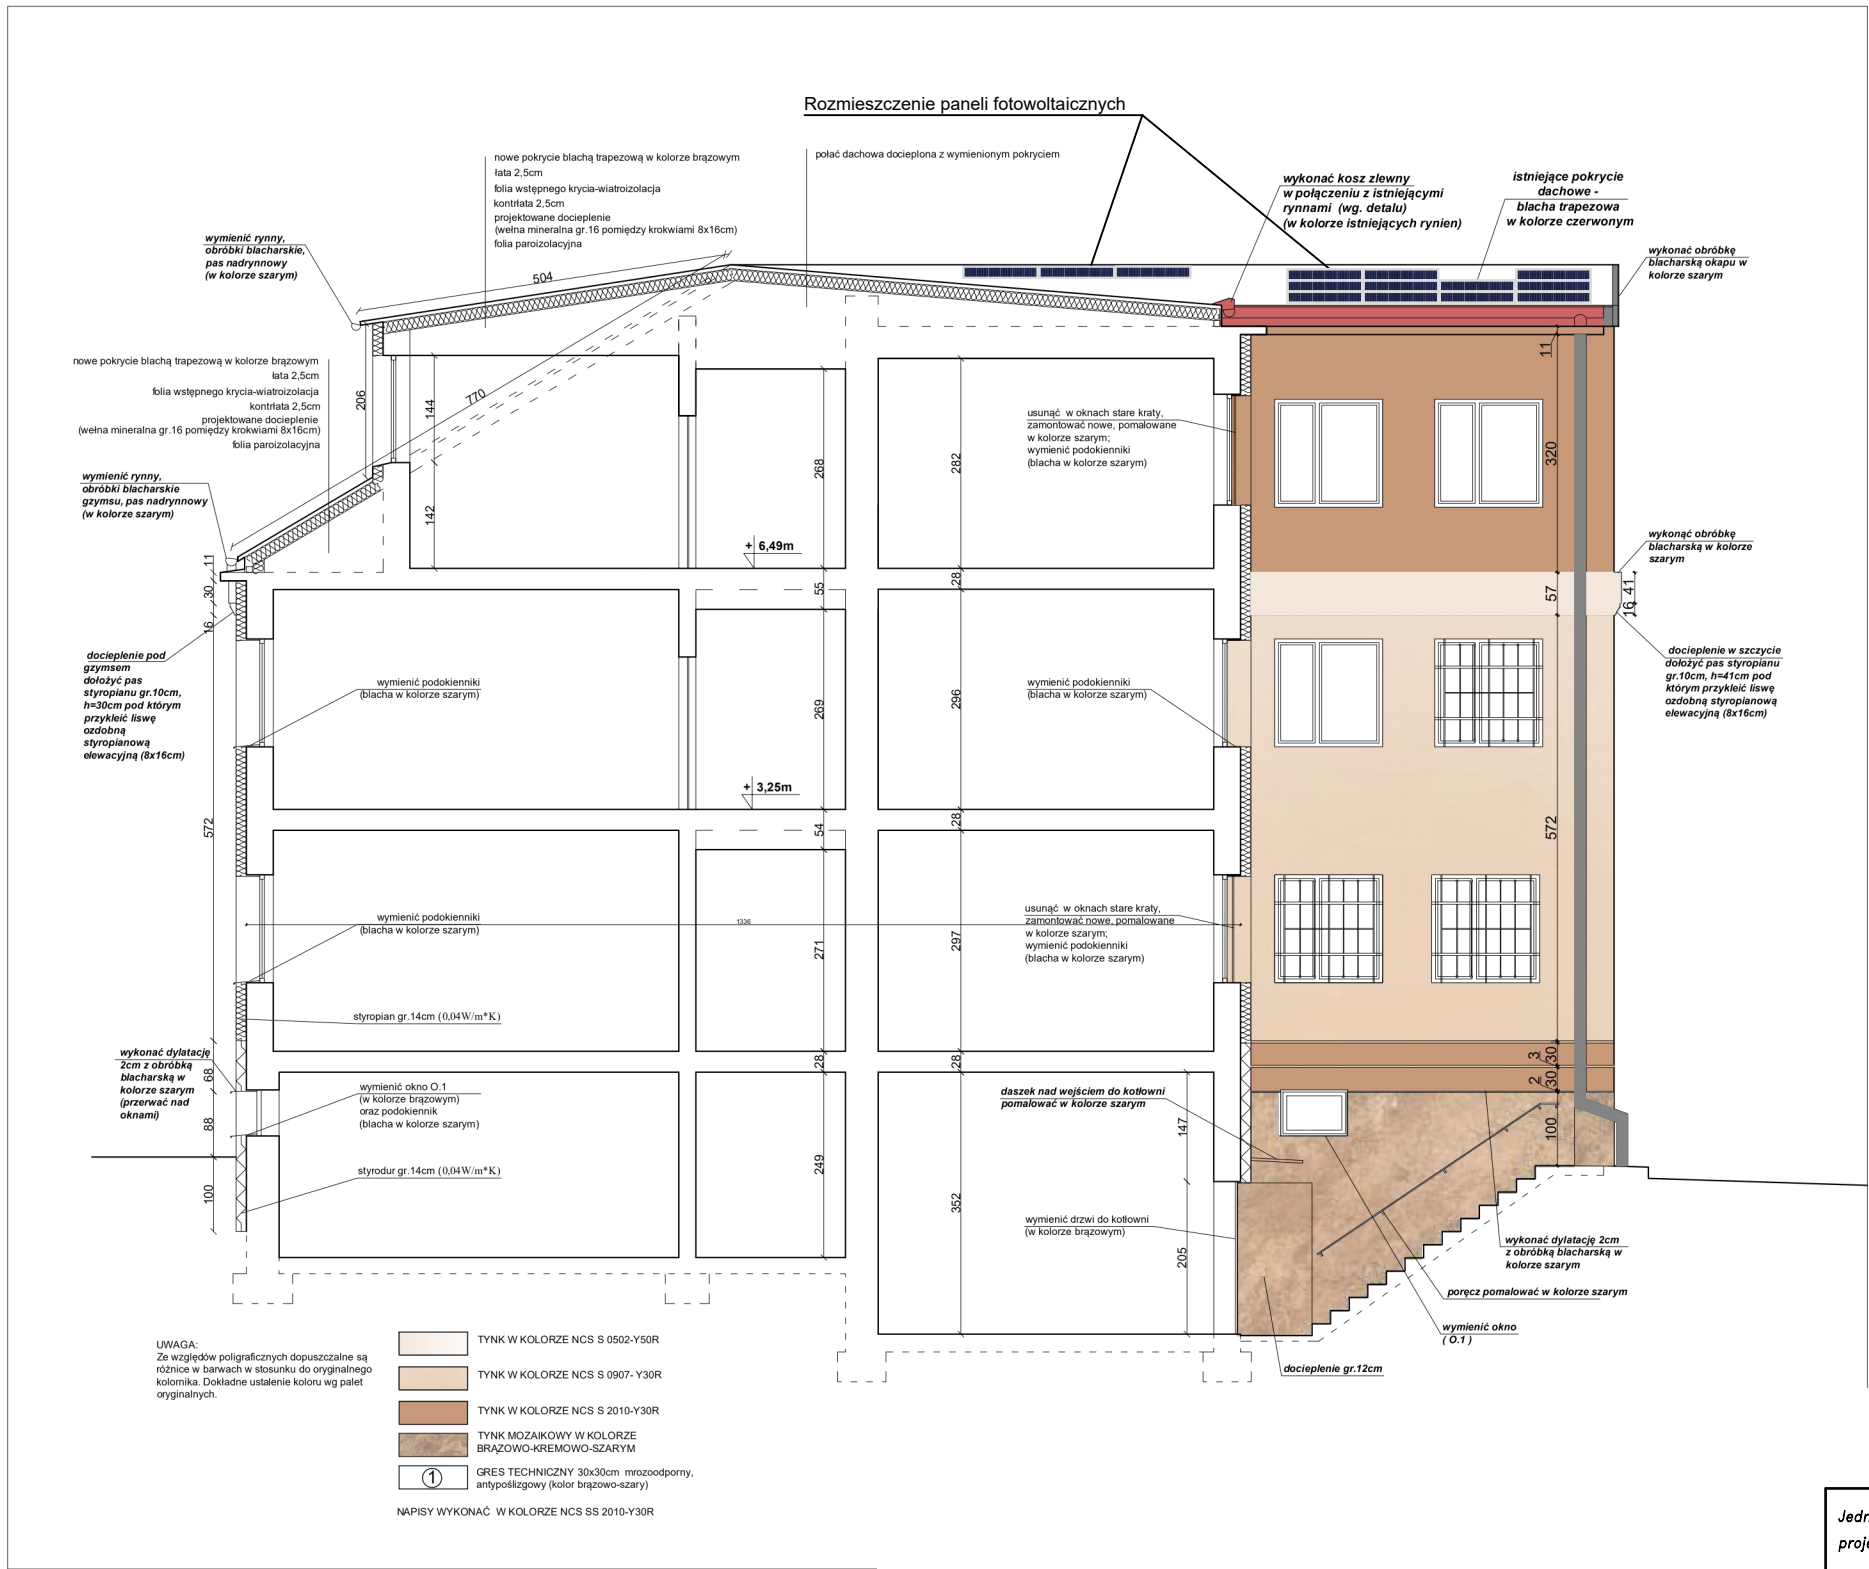 Rozmieszczenie paneli fotowoltaicznych
nowe pokrycie blachą trapezową w kolorze brązowym
łata 2,5cm
folia wstępnego krycia-wiatroizolacja
kontrłata 2,5cm
projektowane docieplenie
(wełna mineralna gr.16 pomiędzy krokwiami 8x16cm)
folia paroizolacyjna
połać dachowa docieplona z wymienionym pokryciem
wykonać kosz zlewny
w połączeniu z istniejącymi
rynnami (wg. detalu)
(w kolorze istniejących rynien)
istniejące pokrycie
dachowe -
blacha trapezowa
w kolorze czerwonym
wykonać obróbkę
blacharską okapu w
kolorze szarym
wymienić rynny,
obróbki blacharskie,
pas nadrynnowy
(w kolorze szarym)
504
770
206
144
142
268
282
11
320
nowe pokrycie blachą trapezową w kolorze brązowym
łata 2,5cm
folia wstępnego krycia-wiatroizolacja
kontrłata 2,5cm
projektowane docieplenie
(wełna mineralna gr.16 pomiędzy krokwiami 8x16cm)
folia paroizolacyjna
wymienić rynny,
obróbki blacharskie
gzymsu, pas nadrynnowy
(w kolorze szarym)
usunąć w oknach stare kraty,
zamontować nowe, pomalowane
w kolorze szarym;
wymienić podokienniki
(blacha w kolorze szarym)
+ 6,49m
wykonąć obróbkę
blacharską w kolorze
szarym
11
30
16
55
28
57
41
16
docieplenie pod
gzymsem
dołożyć pas
styropianu gr.10cm,
h=30cm pod którym
przykleić liswę
ozdobną
styropianową
elewacyjną (8x16cm)
wymienić podokienniki
(blacha w kolorze szarym)
269
296
wymienić podokienniki
(blacha w kolorze szarym)
docieplenie w szczycie
dołożyć pas styropianu
gr.10cm, h=41cm pod
którym przykleić liswę
ozdobną styropianową
elewacyjną (8x16cm)
+ 3,25m
572
54
28
572
wymienić podokienniki
(blacha w kolorze szarym)
1336
271
297
usunąć w oknach stare kraty,
zamontować nowe, pomalowane
w kolorze szarym;
wymienić podokienniki
(blacha w kolorze szarym)
styropian gr.14cm (0,04W/m*K)
wykonać dylatację
2cm z obróbką
blacharską w
kolorze szarym
(przerwać nad
oknami)
68
88
100
28
28
3
30
2
30
100
wymienić okno O.1
(w kolorze brązowym)
oraz podokiennik
(blacha w kolorze szarym)
daszek nad wejściem do kotłowni
pomalować w kolorze szarym
styrodur gr.14cm (0,04W/m*K)
249
352
147
205
wymienić drzwi do kotłowni
(w kolorze brązowym)
wykonać dylatację 2cm
z obróbką blacharską w
kolorze szarym
poręcz pomalować w kolorze szarym
wymienić okno
( O.1 )
docieplenie gr.12cm
UWAGA:
Ze względów poligraficznych dopuszczalne są
różnice w barwach w stosunku do oryginalnego
kolornika. Dokładne ustalenie koloru wg palet
oryginalnych.
TYNK W KOLORZE NCS S 0502-Y50R
TYNK W KOLORZE NCS S 0907- Y30R
TYNK W KOLORZE NCS S 2010-Y30R
TYNK MOZAIKOWY W KOLORZE
BRĄZOWO-KREMOWO-SZARYM
1
GRES TECHNICZNY 30x30cm mrozoodporny,
antypoślizgowy (kolor brązowo-szary)
NAPISY WYKONAĆ W KOLORZE NCS SS 2010-Y30R
Jedn
proje